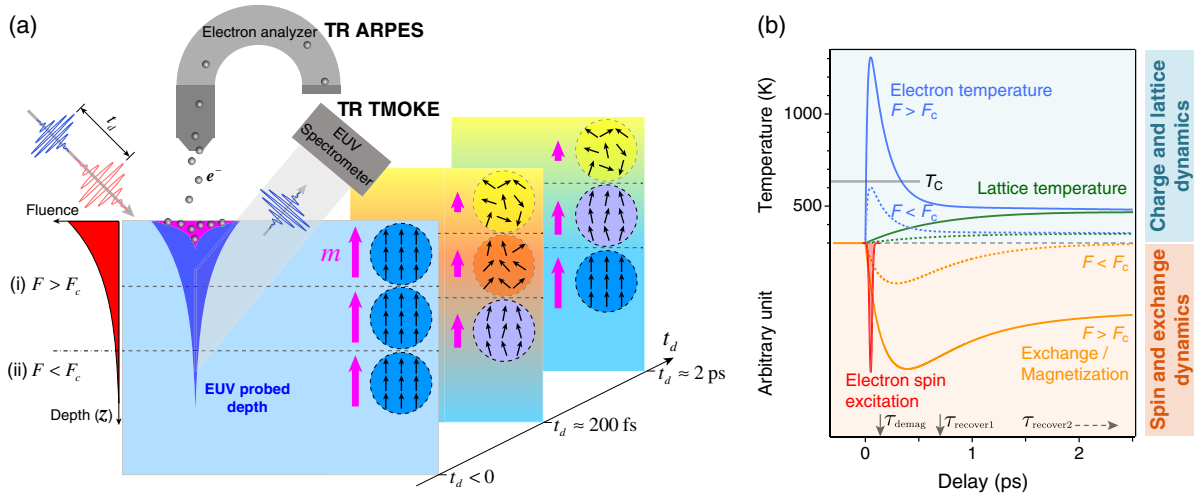 (a)
Electron analyzer
TR ARPES
TR TMOKE
EUV
Spectrometer
t_d
e⁻
Fluence
(i) F > F_c
(ii) F < F_c
Depth (z)
EUV probed
depth
m
t_d < 0
t_d ≈ 200 fs
t_d ≈ 2 ps
t_d
(b)
Temperature (K)
1000
500
Electron temperature
F > F_c
T_C
Lattice temperature
F < F_c
Charge and lattice
dynamics
Arbitrary unit
F < F_c
F > F_c
Exchange /
Magnetization
Electron spin
excitation
τ_demag
τ_recover1
τ_recover2
0
1
2
Delay (ps)
Spin and exchange
dynamics